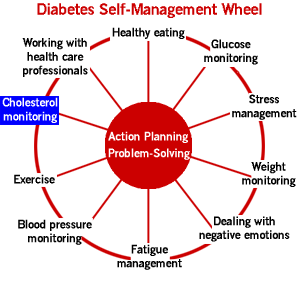 Diabetes Self-Management Wheel
Healthy eating
Glucose
monitoring
Stress
management
Weight
monitoring
Dealing with
negative emotions
Fatigue
management
Blood pressure
monitoring
Exercise
Cholesterol
monitoring
Working with
health care
professionals
Action Planning
Problem-Solving